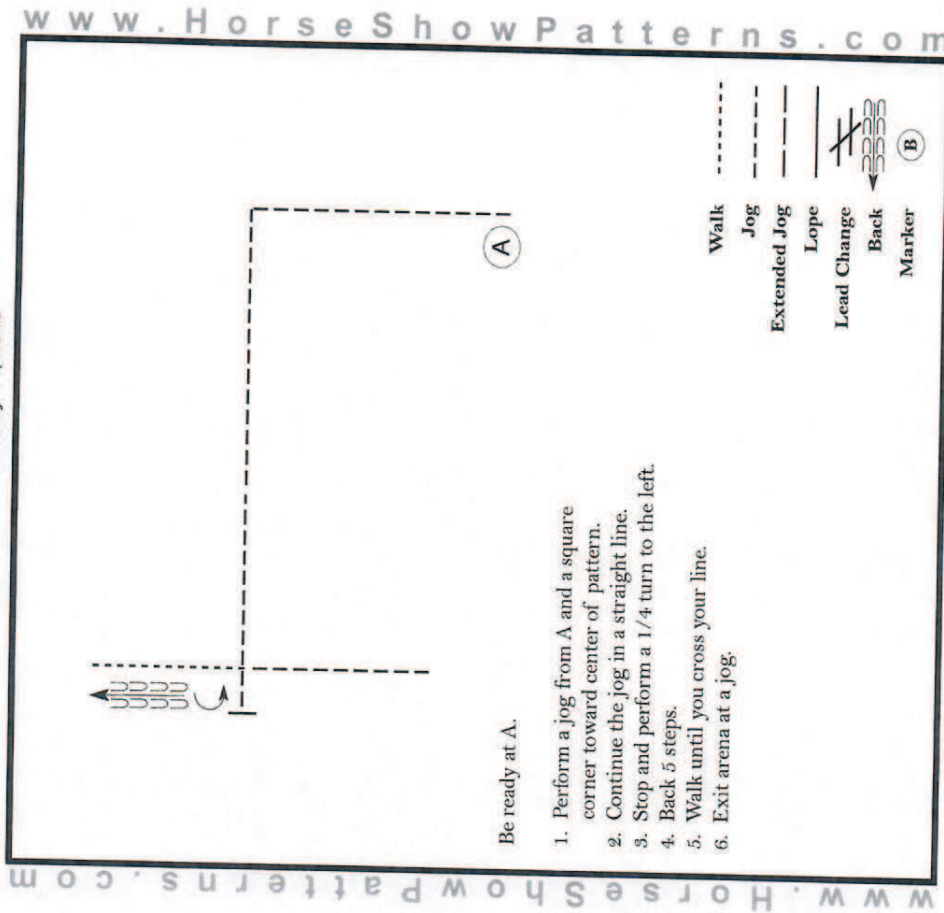 www.HorseShowPatterns.com
A
Be ready at A.
1. Perform a jog from A and a square
corner toward center of pattern.
2. Continue the jog in a straight line.
3. Stop and perform a 1/4 turn to the left.
4. Back 5 steps.
5. Walk until you cross your line.
6. Exit arena at a jog.
Walk
Jog
Extended Jog
Lope
Lead Change
Back
Marker B
www.HorseShowPatterns.com